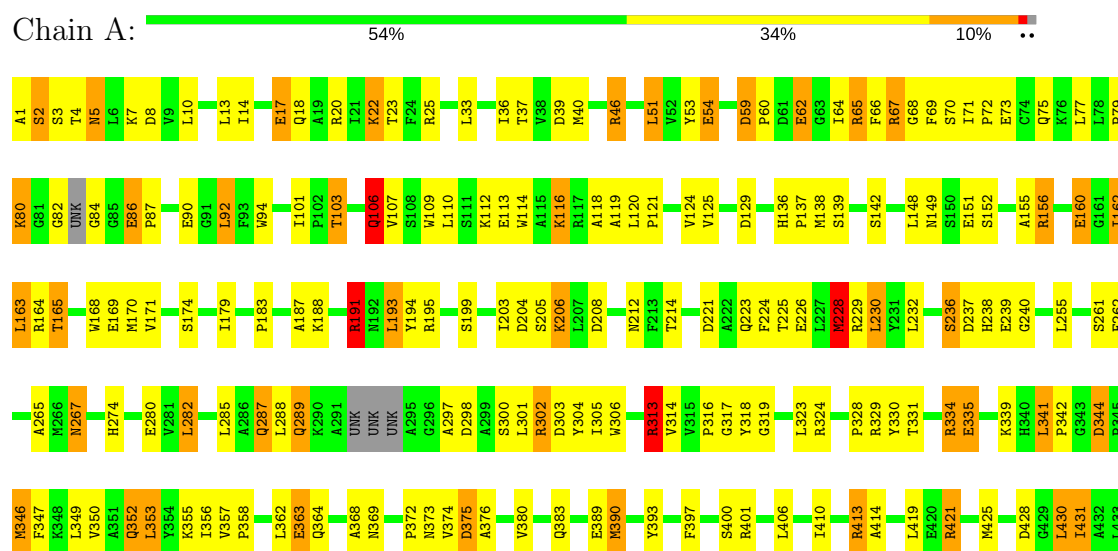 Chain A:
54% 34% 10% ••
A1 S2 S3 T4 N5 L6 K7 D8 V9 L10 L13 I14 E17 Q18 A19 R20 I21 K22 T23 F24 R25 L33 I36 T37 V38 D39 M40 R46 L51 V52 Y53 E54 D59 P60 D61 E62 G63 I64 R65 F66 R67 G68 F69 S70 I71 P72 E73 C74 Q75 K76 L77 L78 P79
K80 G81 G82 UNK G84 G85 E86 P87 E90 G91 L92 F93 W94 I101 P102 T103 Q106 V107 S108 W109 L110 S111 K112 E113 W114 A115 K116 R117 A118 A119 L120 P121 V124 V125 D129 H136 P137 M138 S139 S142 L148 N149 S150 E151 S152 A155 R156 E160 G161 I162
L163 R164 T165 W168 E169 M170 V171 S174 I179 P183 A187 K188 R191 N192 L193 Y194 R195 S199 I203 D204 S205 K206 L207 D208 N212 F213 T214 D221 A222 Q223 F224 T225 E226 L227 M228 R229 L230 Y231 L232 S236 D237 H238 E239 G240 L255 S261
A265 M266 N267 H274 E280 V281 L282 L285 A286 Q287 L288 Q289 K290 A291 UNK UNK UNK A295 G296 A297 D298 A299 S300 L301 R302 D303 Y304 I305 W306 R313 V314 V315 P316 G317 Y318 G319 L323 R324 P328 R329 Y330 T331 R334 E335 K339 H340 L341 P342 G343 D344
M346 F347 K348 L349 V350 A351 Q352 L353 Y354 K355 I356 V357 P358 L362 E363 Q364 A368 N369 P372 N373 V374 D375 A376 V380 Q383 E389 M390 Y393 F397 S400 R401 L406 I410 R413 A414 L419 E420 R421 M425 D428 G429 L430 I431 A432